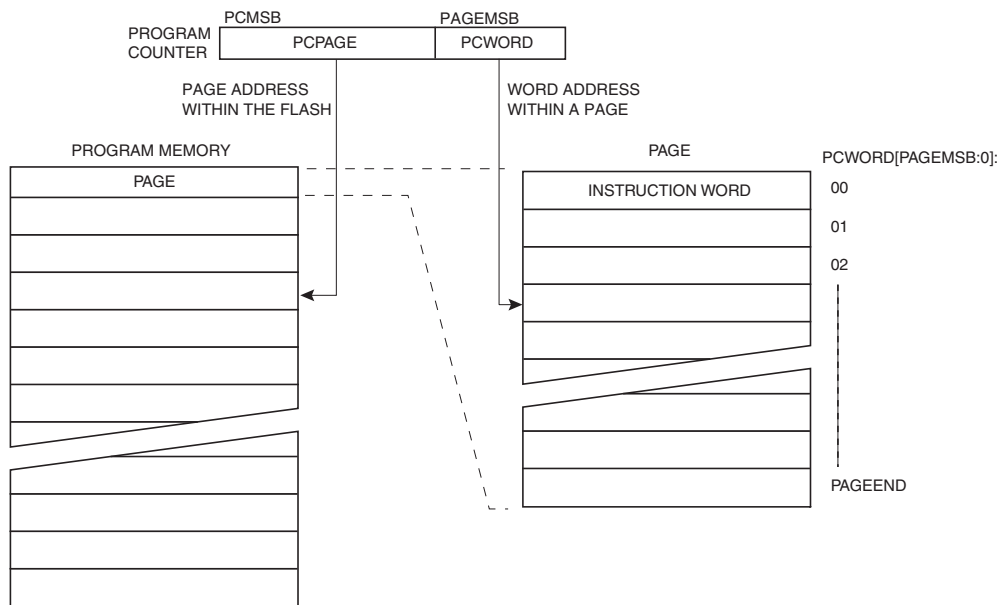 PCMSB PAGEMSB
PROGRAM
COUNTER
PCPAGE PCWORD
PAGE ADDRESS
WITHIN THE FLASH
WORD ADDRESS
WITHIN A PAGE
PROGRAM MEMORY
PAGE
PAGE
PCWORD[PAGEMSB:0]:
INSTRUCTION WORD
00
01
02
PAGEEND